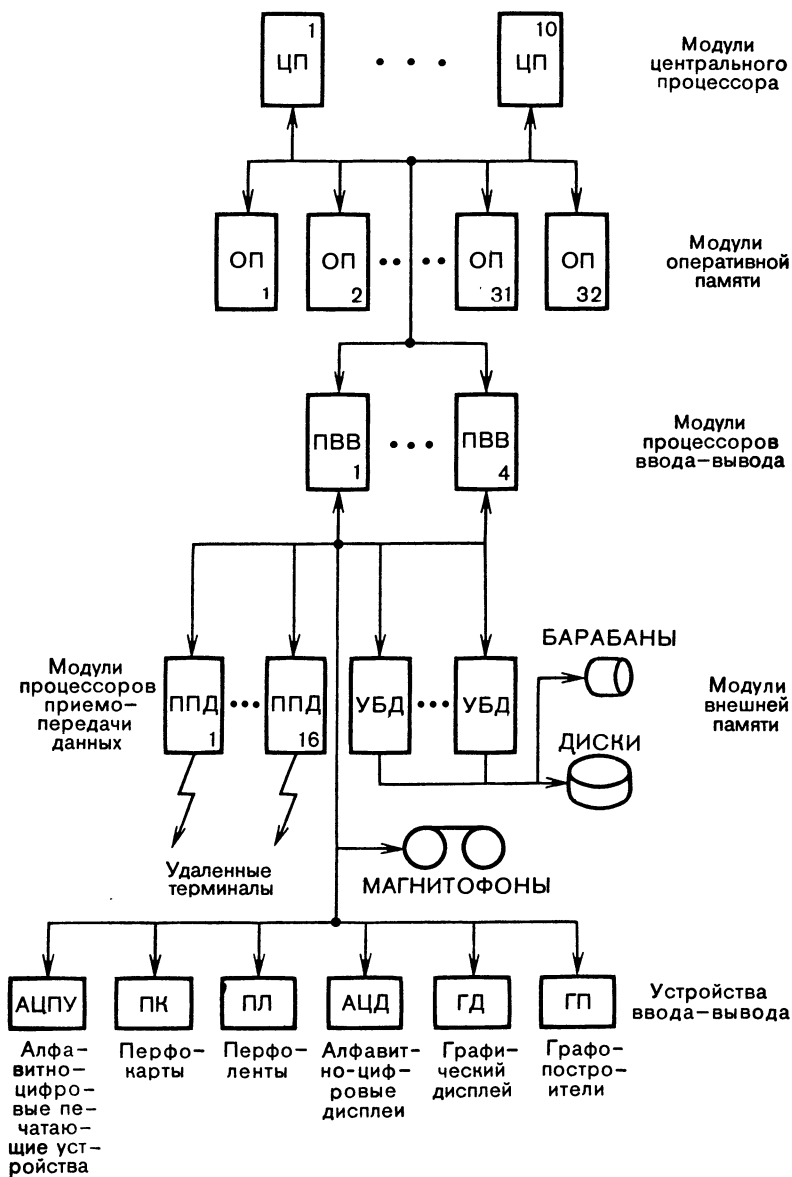 1
ЦП
10
ЦП
Модули
центрального
процессора
ОП
1
ОП
2
ОП
31
ОП
32
Модули
оперативной
памяти
ПВВ
1
ПВВ
4
Модули
процессоров
ввода–вывода
Модули
процессоров
приемо-
передачи
данных
ППД
1
ППД
16
УБД
УБД
БАРАБАНЫ
ДИСКИ
Модули
внешней
памяти
Удаленные
терминалы
МАГНИТОФОНЫ
АЦПУ
ПК
ПЛ
АЦД
ГД
ГП
Устройства
ввода–вывода
Алфа-
витно-
цифро-
вые пе-
чатаю-
щие уст-
ройства
Перфо-
карты
Перфо-
ленты
Алфавит-
но-циф-
ровые
дисплеи
Графи-
ческий
дисплей
Графо-
построи-
тели